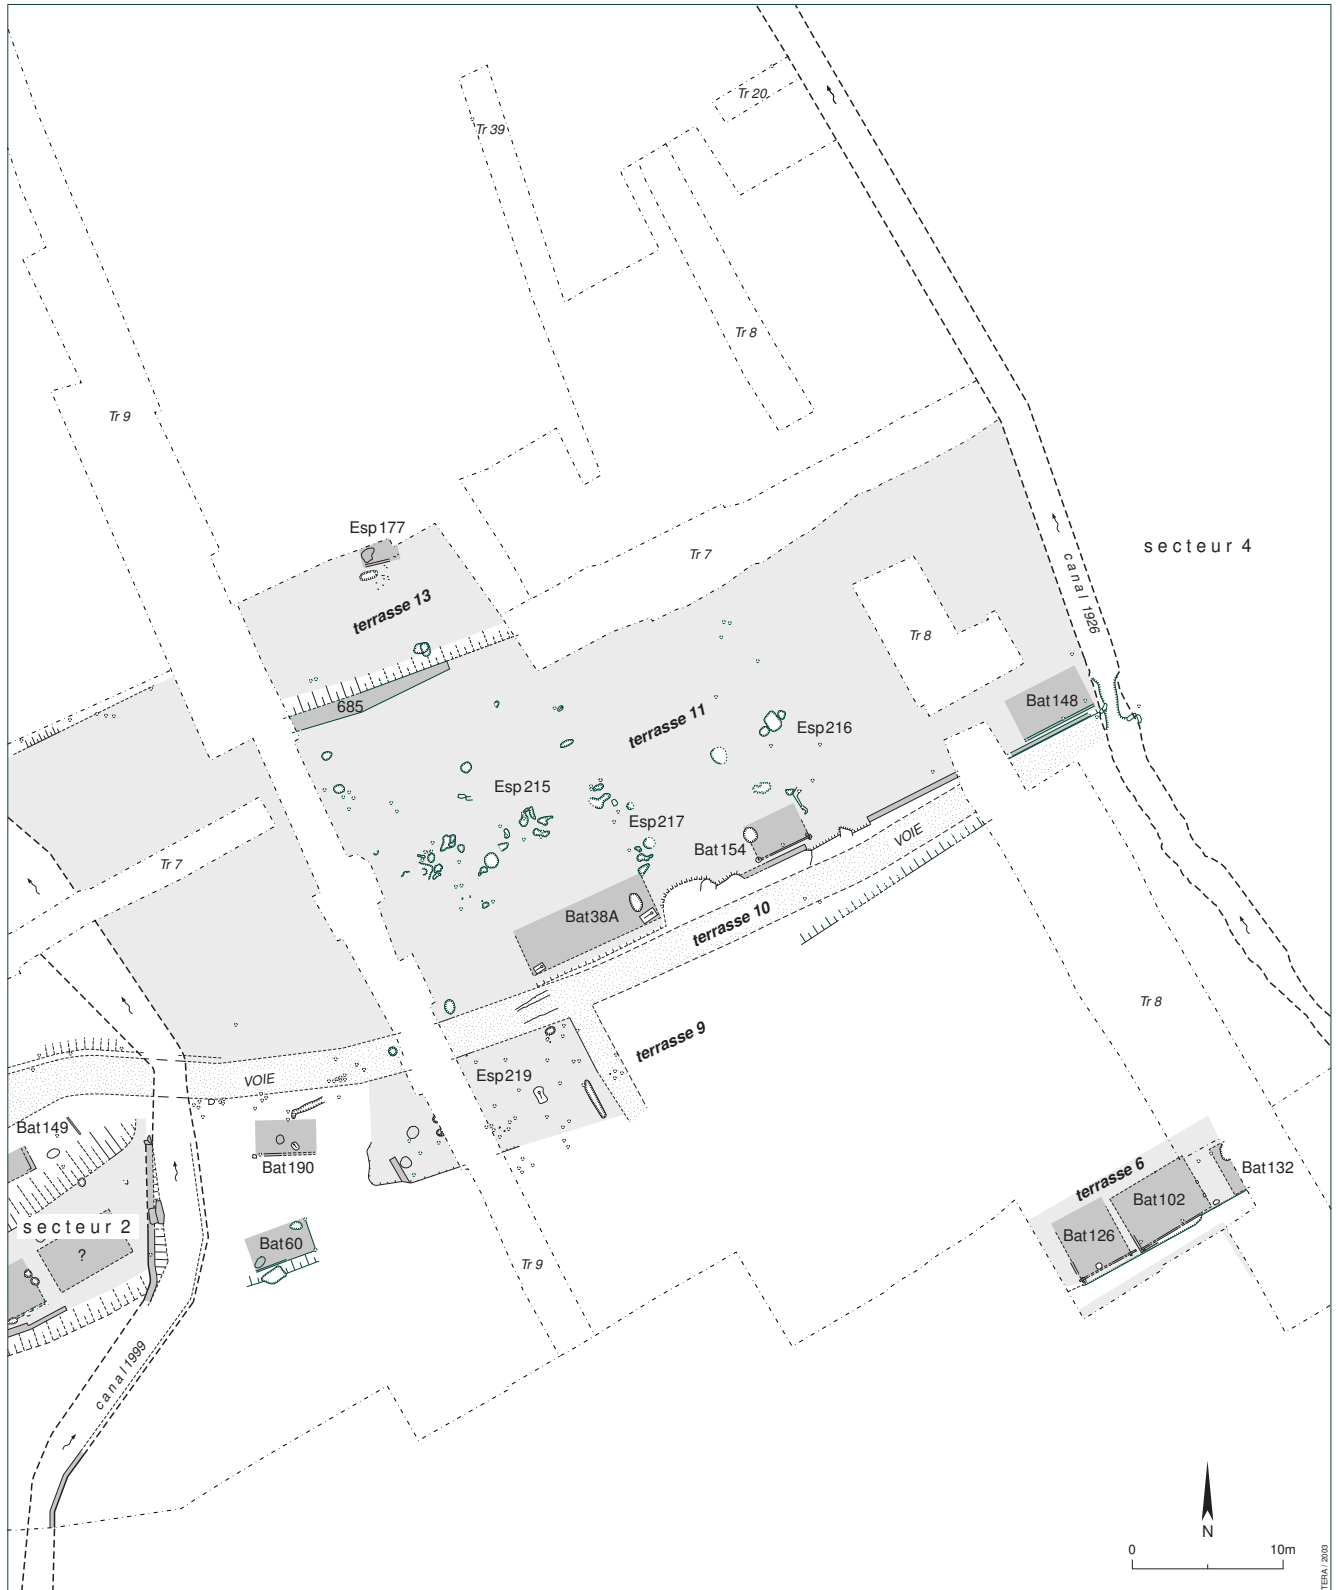 Tr 20
Tr 39
Tr 8
Tr 9
Esp177
secteur 4
Tr 7
canal 1926
terrasse 13
Tr 8
685
Bat148
terrasse 11
Esp216
Esp215
Esp217
VOIE
Bat154
Tr 7
Bat38A
terrasse 10
Tr 8
terrasse 9
Esp219
VOIE
Bat149
Bat190
Bat132
terrasse 6
Bat102
secteur 2
Bat126
Bat60
?
Tr 9
canal 1999
N
0 10m
TERA / 2003